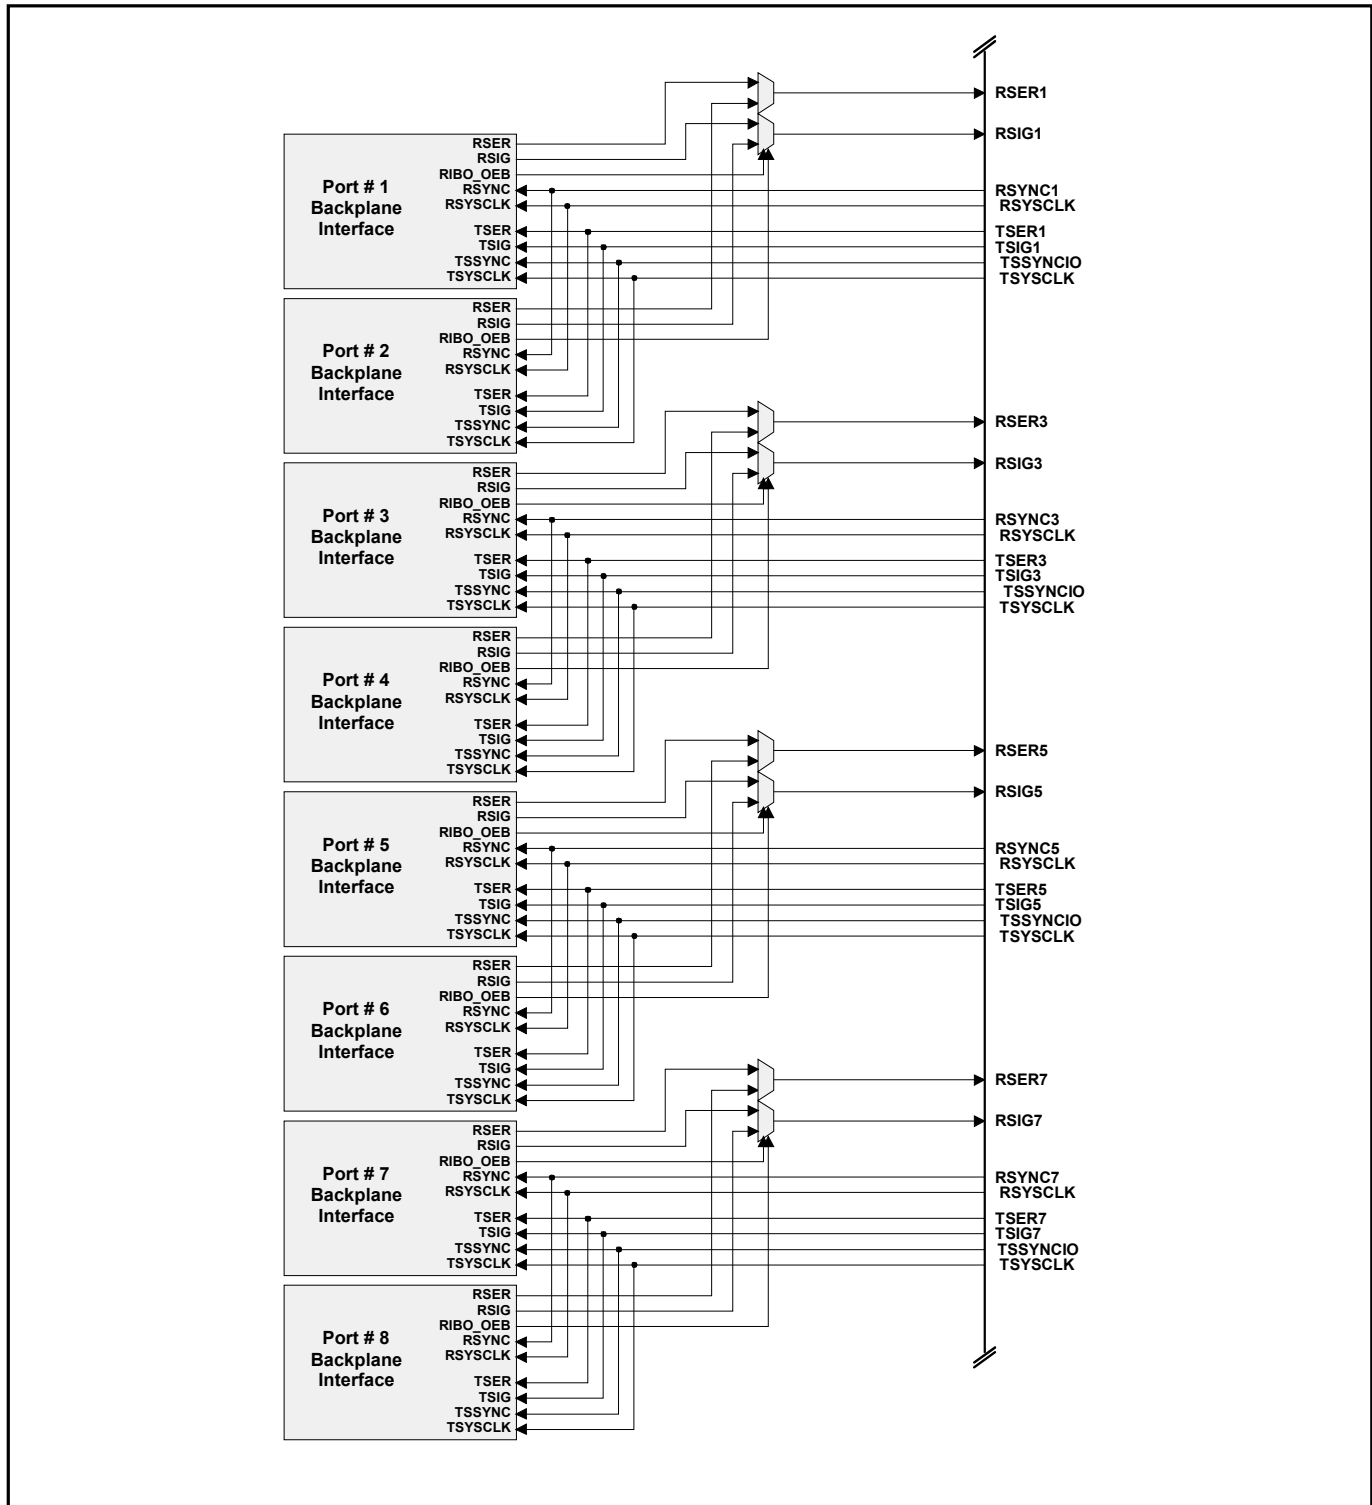 RSER1
RSIG1
Port # 1
Backplane
Interface
RSER
RSIG
RIBO_OEB
RSYNC
RSYSCLK
TSER
TSIG
TSSYNC
TSYSCLK
RSYNC1
RSYSCLK
TSER1
TSIG1
TSSYNCIO
TSYSCLK
Port # 2
Backplane
Interface
RSER
RSIG
RIBO_OEB
RSYNC
RSYSCLK
TSER
TSIG
TSSYNC
TSYSCLK
RSER3
RSIG3
Port # 3
Backplane
Interface
RSER
RSIG
RIBO_OEB
RSYNC
RSYSCLK
TSER
TSIG
TSSYNC
TSYSCLK
RSYNC3
RSYSCLK
TSER3
TSIG3
TSSYNCIO
TSYSCLK
Port # 4
Backplane
Interface
RSER
RSIG
RIBO_OEB
RSYNC
RSYSCLK
TSER
TSIG
TSSYNC
TSYSCLK
RSER5
RSIG5
Port # 5
Backplane
Interface
RSER
RSIG
RIBO_OEB
RSYNC
RSYSCLK
TSER
TSIG
TSSYNC
TSYSCLK
RSYNC5
RSYSCLK
TSER5
TSIG5
TSSYNCIO
TSYSCLK
Port # 6
Backplane
Interface
RSER
RSIG
RIBO_OEB
RSYNC
RSYSCLK
TSER
TSIG
TSSYNC
TSYSCLK
RSER7
RSIG7
Port # 7
Backplane
Interface
RSER
RSIG
RIBO_OEB
RSYNC
RSYSCLK
TSER
TSIG
TSSYNC
TSYSCLK
RSYNC7
RSYSCLK
TSER7
TSIG7
TSSYNCIO
TSYSCLK
Port # 8
Backplane
Interface
RSER
RSIG
RIBO_OEB
RSYNC
RSYSCLK
TSER
TSIG
TSSYNC
TSYSCLK